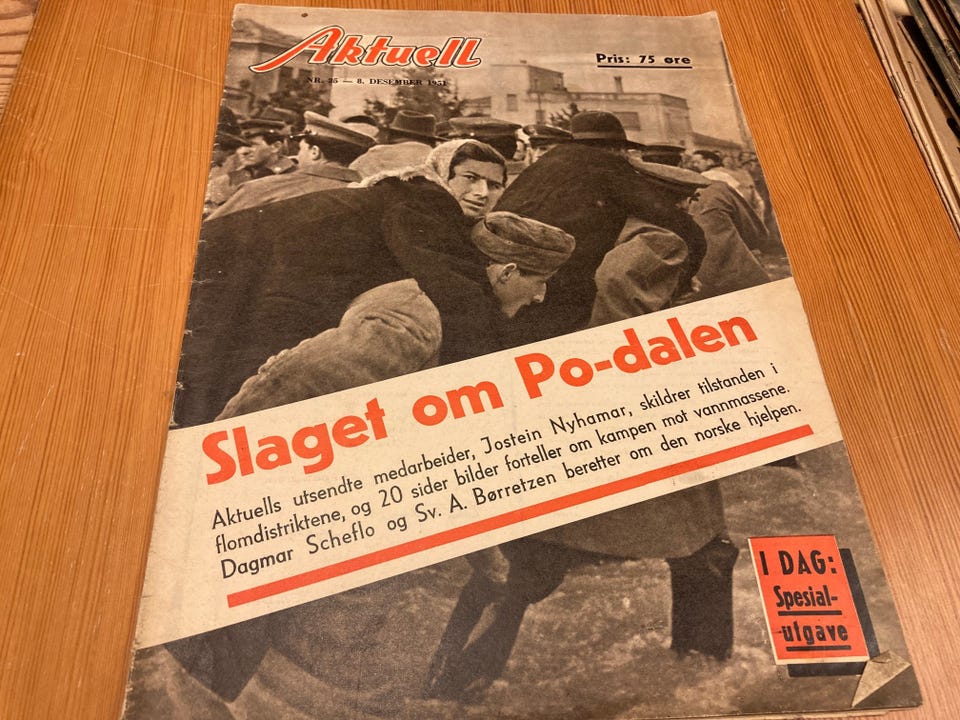 Aktuell
Pris: 75 øre
NR. 25 — 8. DESEMBER 1951
Slaget om Po-dalen
Aktuells utsendte medarbeider, Jostein Nyhamar, skildrer tilstanden i
flomdistriktene, og 20 sider bilder forteller om kampen mot vannmassene.
Dagmar Scheflo og Sv. A. Børretzen beretter om den norske hjelpen.
I DAG:
Spesial-
utgave